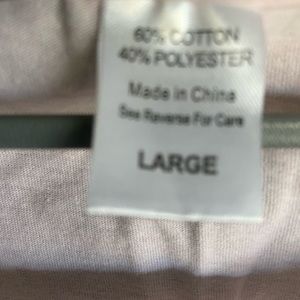 60% COTTON
40% POLYESTER
Made in China
See Reverse For Care
LARGE